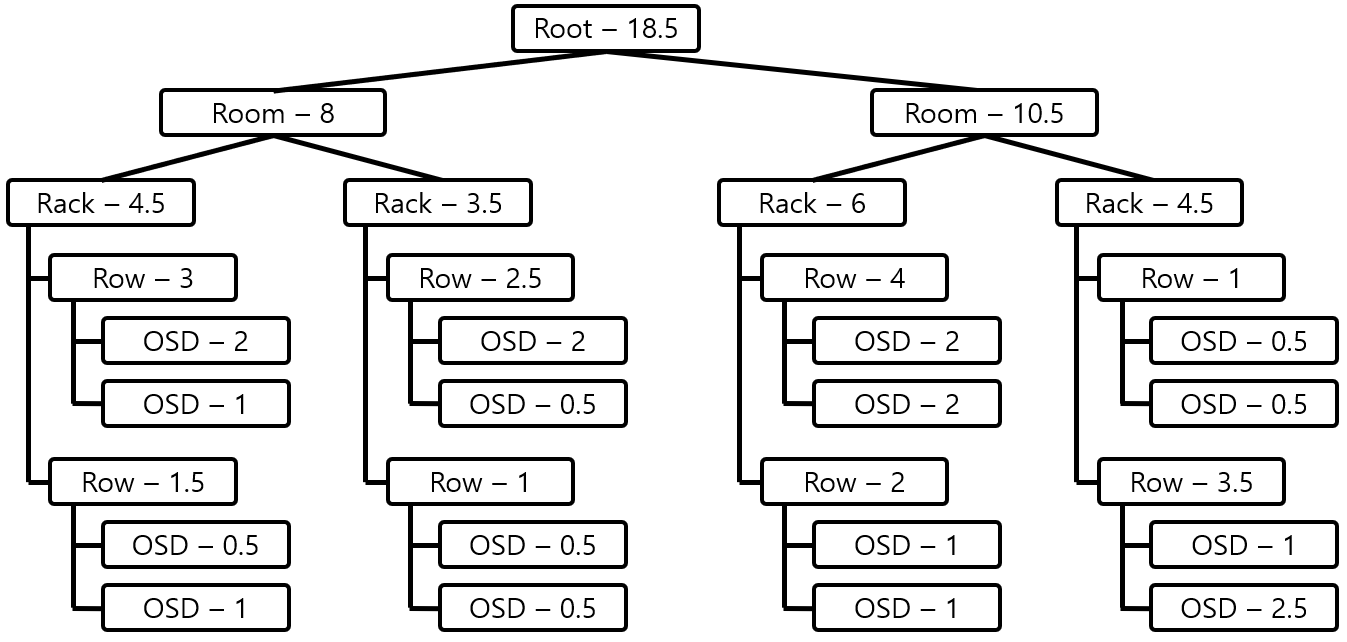 Root – 18.5
Room – 8
Room – 10.5
Rack – 4.5
Rack – 3.5
Rack – 6
Rack – 4.5
Row – 3
Row – 2.5
Row – 4
Row – 1
OSD – 2
OSD – 2
OSD – 2
OSD – 0.5
OSD – 1
OSD – 0.5
OSD – 2
OSD – 0.5
Row – 1.5
Row – 1
Row – 2
Row – 3.5
OSD – 0.5
OSD – 0.5
OSD – 1
OSD – 1
OSD – 1
OSD – 0.5
OSD – 1
OSD – 2.5